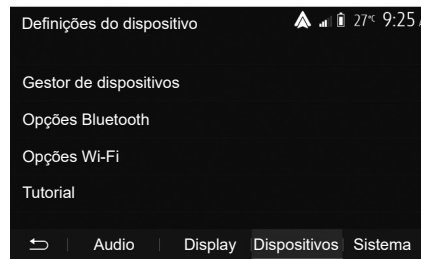 Definições do dispositivo 27°C 9:25
Gestor de dispositivos
Opções Bluetooth
Opções Wi-Fi
Tutorial
Audio Display Dispositivos Sistema